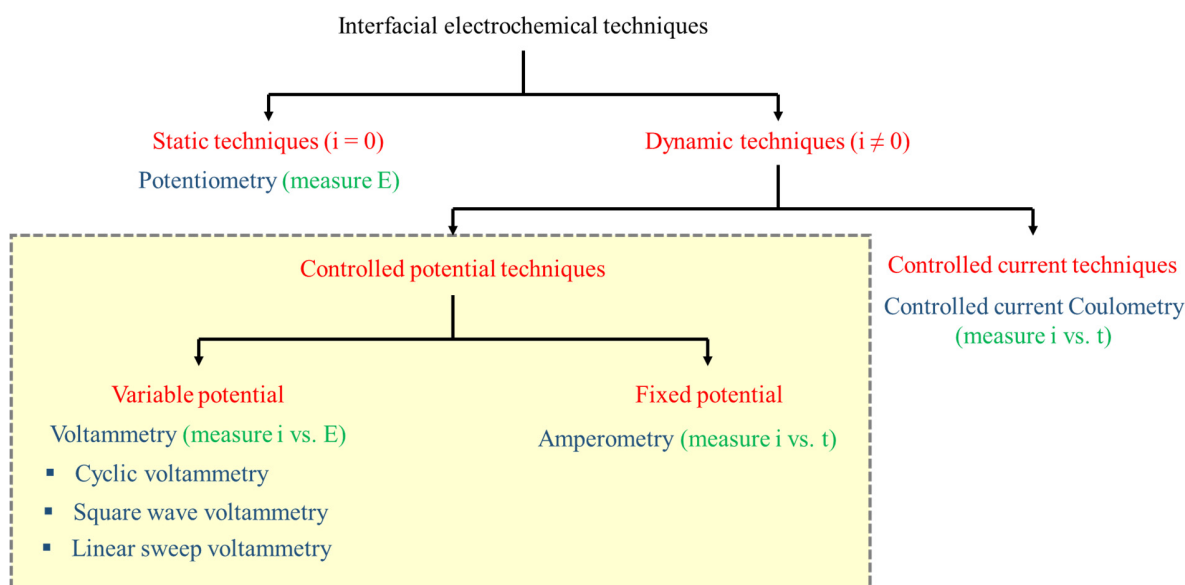 Interfacial electrochemical techniques
Static techniques (i = 0)
Dynamic techniques (i ≠ 0)
Potentiometry (measure E)
Controlled potential techniques
Controlled current techniques
Controlled current Coulometry
(measure i vs. t)
Variable potential
Fixed potential
Voltammetry (measure i vs. E)
Amperometry (measure i vs. t)
▪ Cyclic voltammetry
▪ Square wave voltammetry
▪ Linear sweep voltammetry